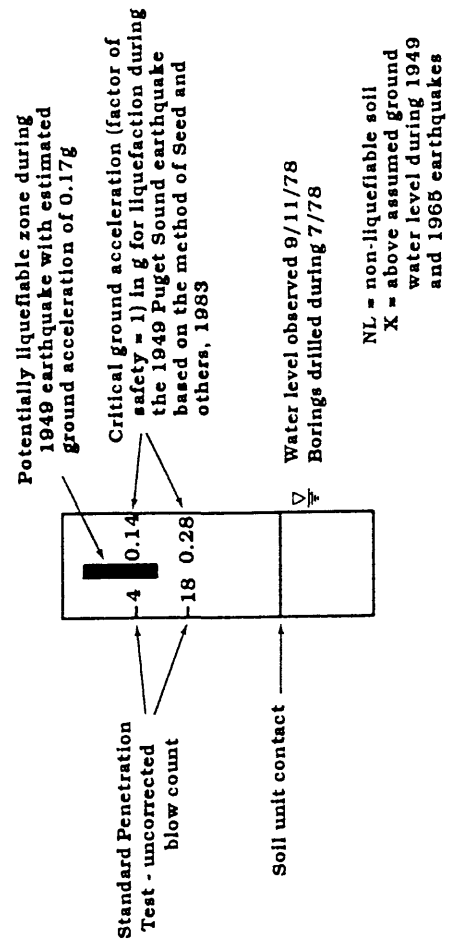 Potentially liquefiable zone during
1949 earthquake with estimated
ground acceleration of 0.17g
Standard Penetration
Test - uncorrected
blow count
4 0.14
18 0.28
Critical ground acceleration (factor of
safety = 1) in g for liquefaction during
the 1949 Puget Sound earthquake
based on the method of Seed and
others, 1983
Soil unit contact
Water level observed 9/11/78
Borings drilled during 7/78
NL = non-liquefiable soil
X = above assumed ground
water level during 1949
and 1965 earthquakes